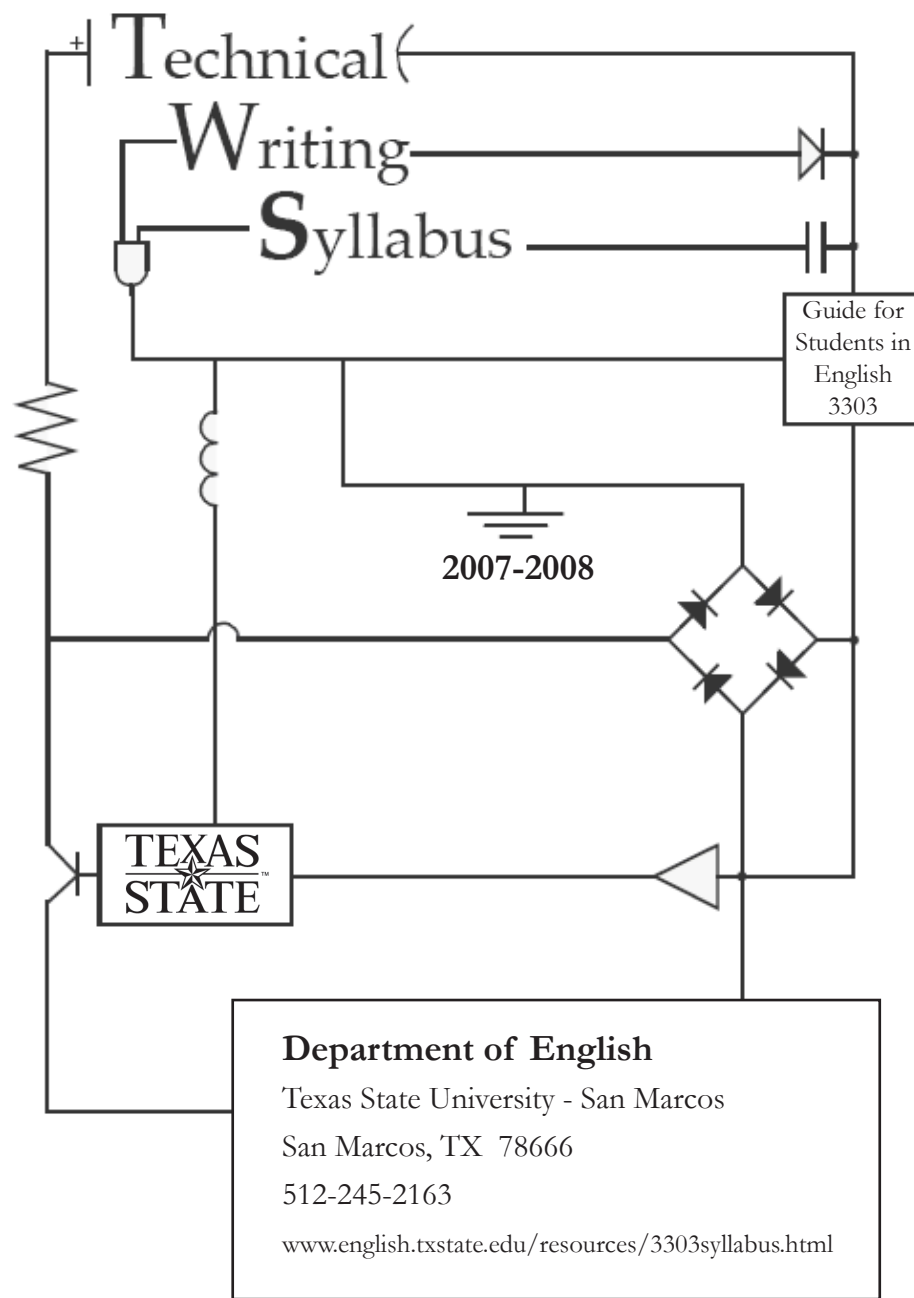 +
Technical
Writing
Syllabus
Guide for
Students in
English
3303
2007-2008
TEXAS
STATE
™
Department of English
Texas State University - San Marcos
San Marcos, TX  78666
512-245-2163
www.english.txstate.edu/resources/3303syllabus.html